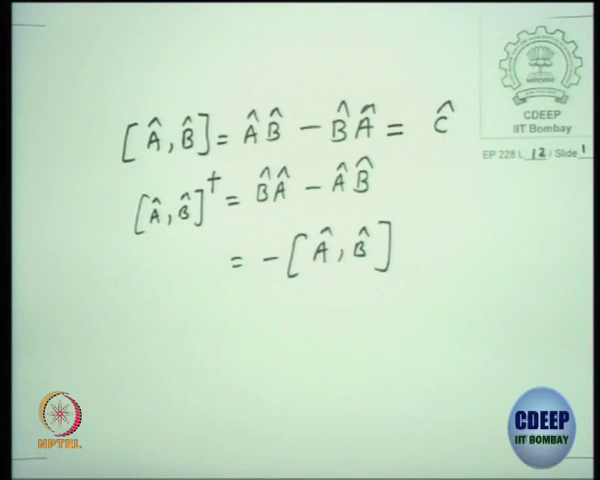 [Â, B̂] = ÂB̂ − B̂Â = Ĉ
[Â, B̂]† = B̂Â − ÂB̂
= −[Â, B̂]
CDEEP
IIT Bombay
EP 228 L 12 / Slide 1
NPTEL
CDEEP
IIT BOMBAY